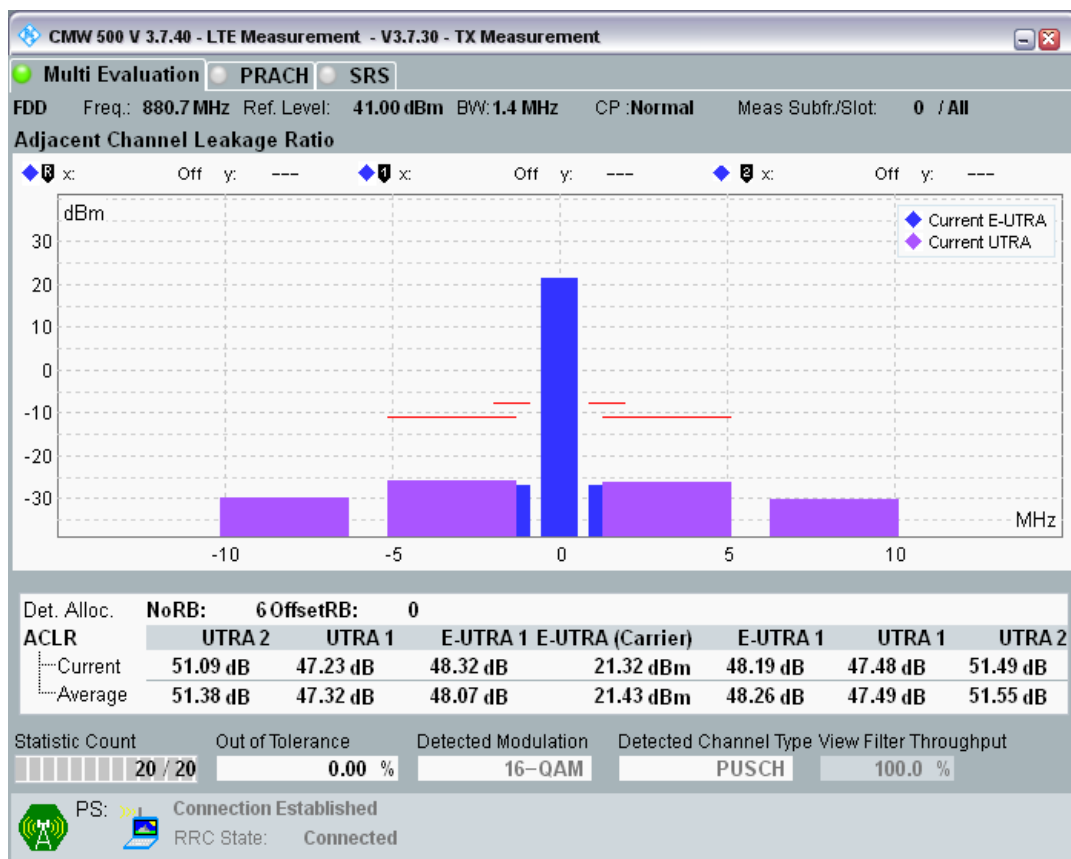 CMW 500 V 3.7.40 - LTE Measurement - V3.7.30 - TX Measurement
Multi Evaluation PRACH SRS
FDD Freq.: 880.7 MHz Ref. Level: 41.00 dBm BW: 1.4 MHz CP :Normal Meas Subfr./Slot: 0 / All
Adjacent Channel Leakage Ratio
R x: Off y: --- 1 x: Off y: --- 2 x: Off y: ---
dBm
Current E-UTRA
Current UTRA
30
20
10
0
-10
-20
-30
MHz
-10 -5 0 5 10
Det. Alloc. NoRB: 6 OffsetRB: 0
ACLR UTRA 2 UTRA 1 E-UTRA 1 E-UTRA (Carrier) E-UTRA 1 UTRA 1 UTRA 2
Current 51.09 dB 47.23 dB 48.32 dB 21.32 dBm 48.19 dB 47.48 dB 51.49 dB
Average 51.38 dB 47.32 dB 48.07 dB 21.43 dBm 48.26 dB 47.49 dB 51.55 dB
Statistic Count Out of Tolerance Detected Modulation Detected Channel Type View Filter Throughput
20 / 20 0.00 % 16-QAM PUSCH 100.0 %
PS: Connection Established
RRC State: Connected